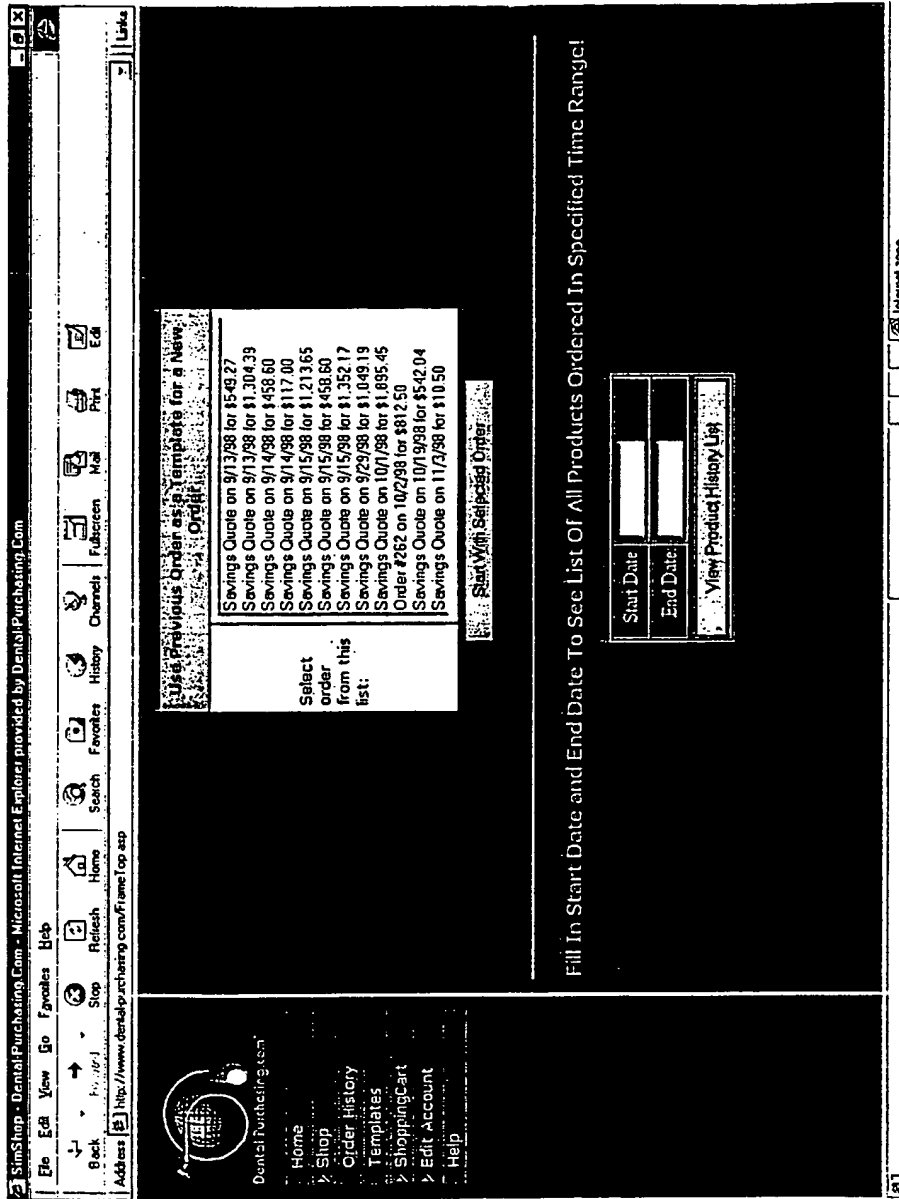 SimShop - Dental-Purchasing.Com - Microsoft Internet Explorer provided by Dental-Purchasing.Com
File Edit View Go Favorites Help
Back Stop Refresh Home Search Favorites History Channels Fullscreen Mail Print Edit
Address http://www.dental-purchasing.com/FrameTop.asp Links
Dental Purchasing.com
Home
Shop
Order History
Templates
ShoppingCart
Edit Account
Help
Use Previous Order as a Template for a New Order
Select
order
from this
list:
Savings Quote on 9/13/98 for $549.27
Savings Quote on 9/13/98 for $1,304.39
Savings Quote on 9/14/98 for $458.60
Savings Quote on 9/14/98 for $117.00
Savings Quote on 9/15/98 for $1,213.65
Savings Quote on 9/15/98 for $458.60
Savings Quote on 9/15/98 for $1,352.17
Savings Quote on 9/29/98 for $1,049.19
Savings Quote on 10/1/98 for $1,895.45
Order #262 on 10/2/98 for $812.50
Savings Quote on 10/19/98 for $542.04
Savings Quote on 11/3/98 for $10.50
Start With Selected Order
Fill In Start Date and End Date To See List Of All Products Ordered In Specified Time Range!
Start Date
End Date:
View Product History List